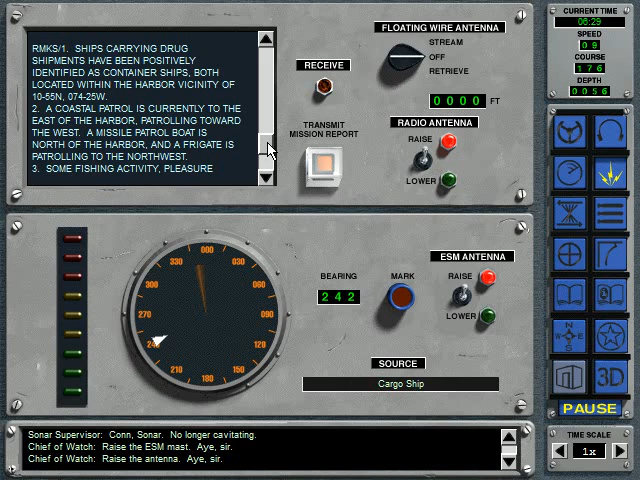 RMKS/1. SHIPS CARRYING DRUG
SHIPMENTS HAVE BEEN POSITIVELY
IDENTIFIED AS CONTAINER SHIPS, BOTH
LOCATED WITHIN THE HARBOR VICINITY OF
10-55N, 074-25W.
2. A COASTAL PATROL IS CURRENTLY TO THE
EAST OF THE HARBOR, PATROLLING TOWARD
THE WEST. A MISSILE PATROL BOAT IS
NORTH OF THE HARBOR, AND A FRIGATE IS
PATROLLING TO THE NORTHWEST.
3. SOME FISHING ACTIVITY, PLEASURE
RECEIVE
TRANSMIT
MISSION REPORT
FLOATING WIRE ANTENNA
STREAM
OFF
RETRIEVE
0000 FT
RADIO ANTENNA
RAISE
LOWER
CURRENT TIME
08:29
SPEED
09
COURSE
176
DEPTH
0056
000
030
060
090
120
150
180
210
240
270
300
330
BEARING
242
MARK
ESM ANTENNA
RAISE
LOWER
SOURCE
Cargo Ship
N
W E
S
3D
PAUSE
TIME SCALE
1x
Sonar Supervisor: Conn, Sonar. No longer cavitating.
Chief of Watch: Raise the ESM mast. Aye, sir.
Chief of Watch: Raise the antenna. Aye, sir.